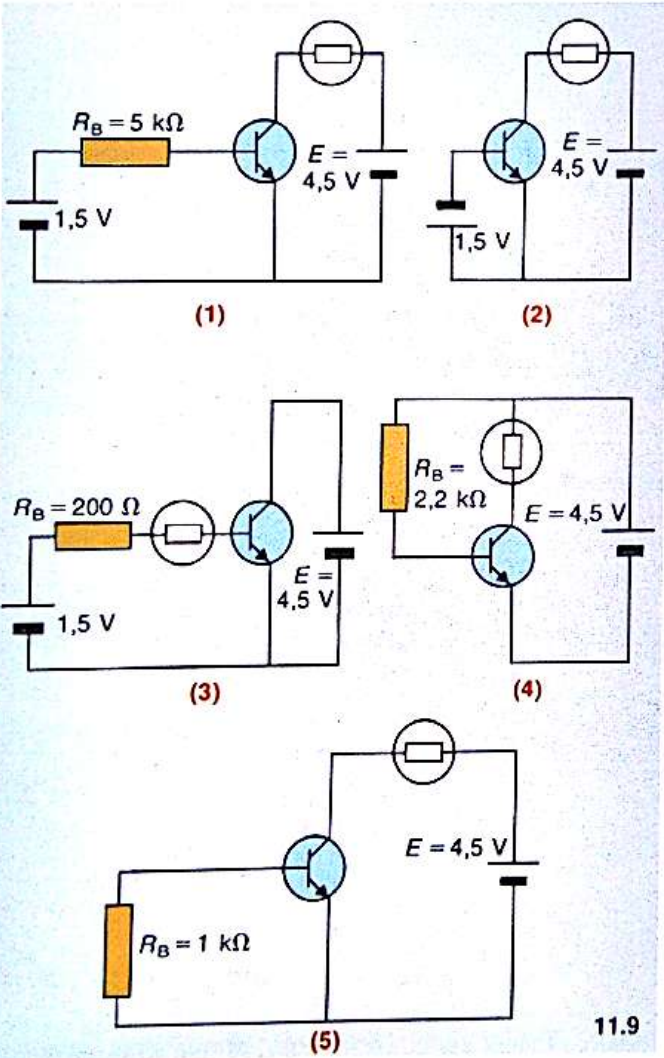 R_B = 5 kΩ
E =
4,5 V
1,5 V
(1)
E =
4,5 V
1,5 V
(2)
R_B = 200 Ω
E =
4,5 V
1,5 V
(3)
R_B =
2,2 kΩ
E = 4,5 V
(4)
E = 4,5 V
R_B = 1 kΩ
(5)
11.9